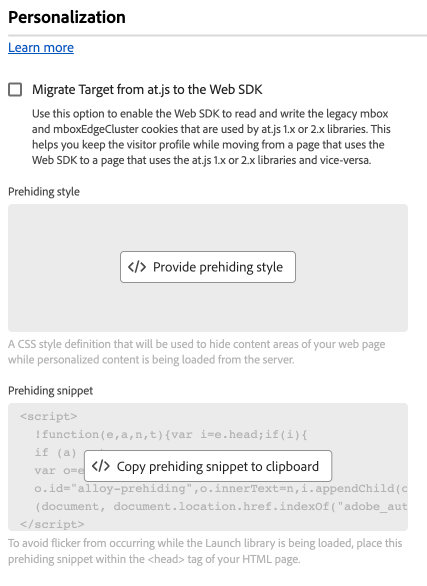 Personalization
Learn more
Migrate Target from at.js to the Web SDK
Use this option to enable the Web SDK to read and write the legacy mbox
and mboxEdgeCluster cookies that are used by at.js 1.x or 2.x libraries. This
helps you keep the visitor profile while moving from a page that uses the
Web SDK to a page that uses the at.js 1.x or 2.x libraries and vice-versa.
Prehiding style
</> Provide prehiding style
A CSS style definition that will be used to hide content areas of your web page
while personalized content is being loaded from the server.
Prehiding snippet
<script>
!function(e,a,n,t){var i=e.head;if(i){
if (a)
</> Copy prehiding snippet to clipboard
var o=e
o.id="alloy-prehiding",o.innerText=n,i.appendChild(c
(document, document.location.href.indexOf("adobe_aut
</script>
To avoid flicker from occurring while the Launch library is being loaded, place this
prehiding snippet within the <head> tag of your HTML page.